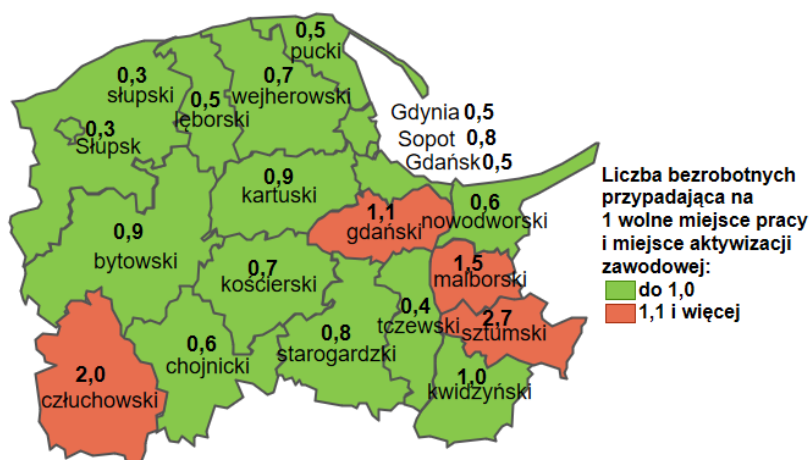 0,5
pucki
0,3
słupski
0,7
wejherowski
0,5
lęborski
Gdynia 0,5
Sopot 0,8
Gdańsk 0,5
0,3
Słupsk
0,9
kartuski
1,1
gdański
0,6
nowodworski
0,9
bytowski
0,7
kościerski
1,5
malborski
0,4
tczewski
2,7
sztumski
0,6
chojnicki
0,8
starogardzki
2,0
człuchowski
1,0
kwidzyński
Liczba bezrobotnych
przypadająca na
1 wolne miejsce pracy
i miejsce aktywizacji
zawodowej:
do 1,0
1,1 i więcej